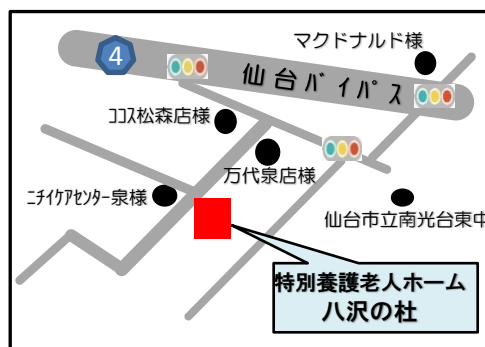 マクドナルド様
4
仙台バイパス
ココス松森店様
万代泉店様
ニチイケアセンター泉様
仙台市立南光台東中
特別養護老人ホーム
八沢の杜